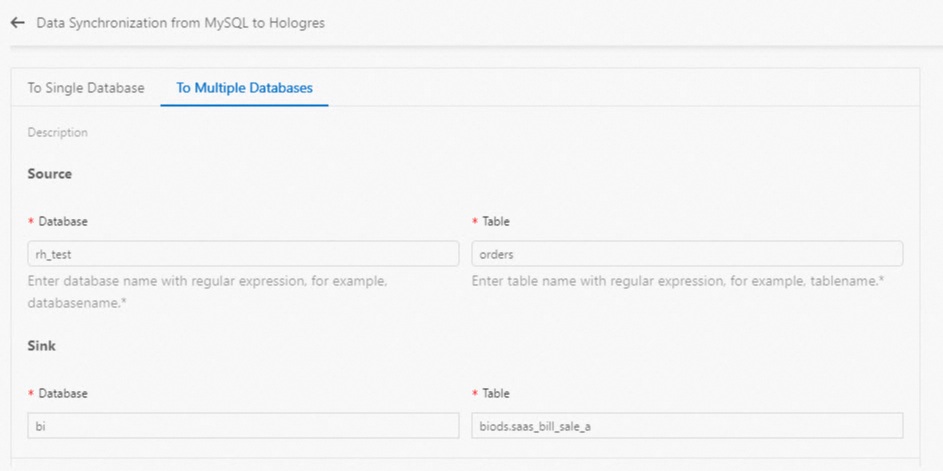 Data Synchronization from MySQL to Hologres
To Single Database To Multiple Databases
Description
Source
* Database * Table
rh_test orders
Enter database name with regular expression, for example, Enter table name with regular expression, for example, tablename.*
databasename.*
Sink
* Database * Table
bi biods.saas_bill_sale_a